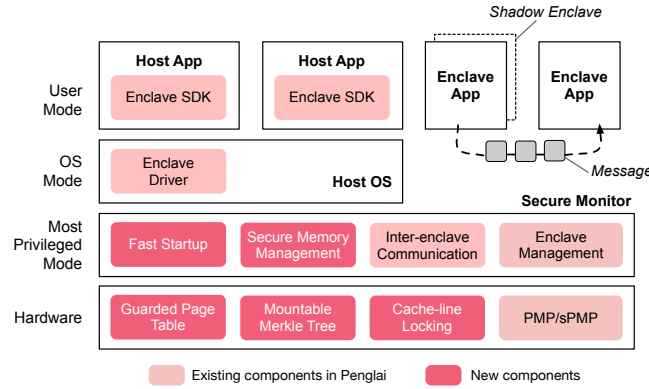 Shadow Enclave
Host App
Host App
Enclave SDK
Enclave SDK
Enclave
App
Enclave
App
User
Mode
OS
Mode
Enclave
Driver
Host OS
Message
Secure Monitor
Most
Privileged
Mode
Fast Startup
Secure Memory
Management
Inter-enclave
Communication
Enclave
Management
Hardware
Guarded Page
Table
Mountable
Merkle Tree
Cache-line
Locking
PMP/sPMP
Existing components in Penglai
New components